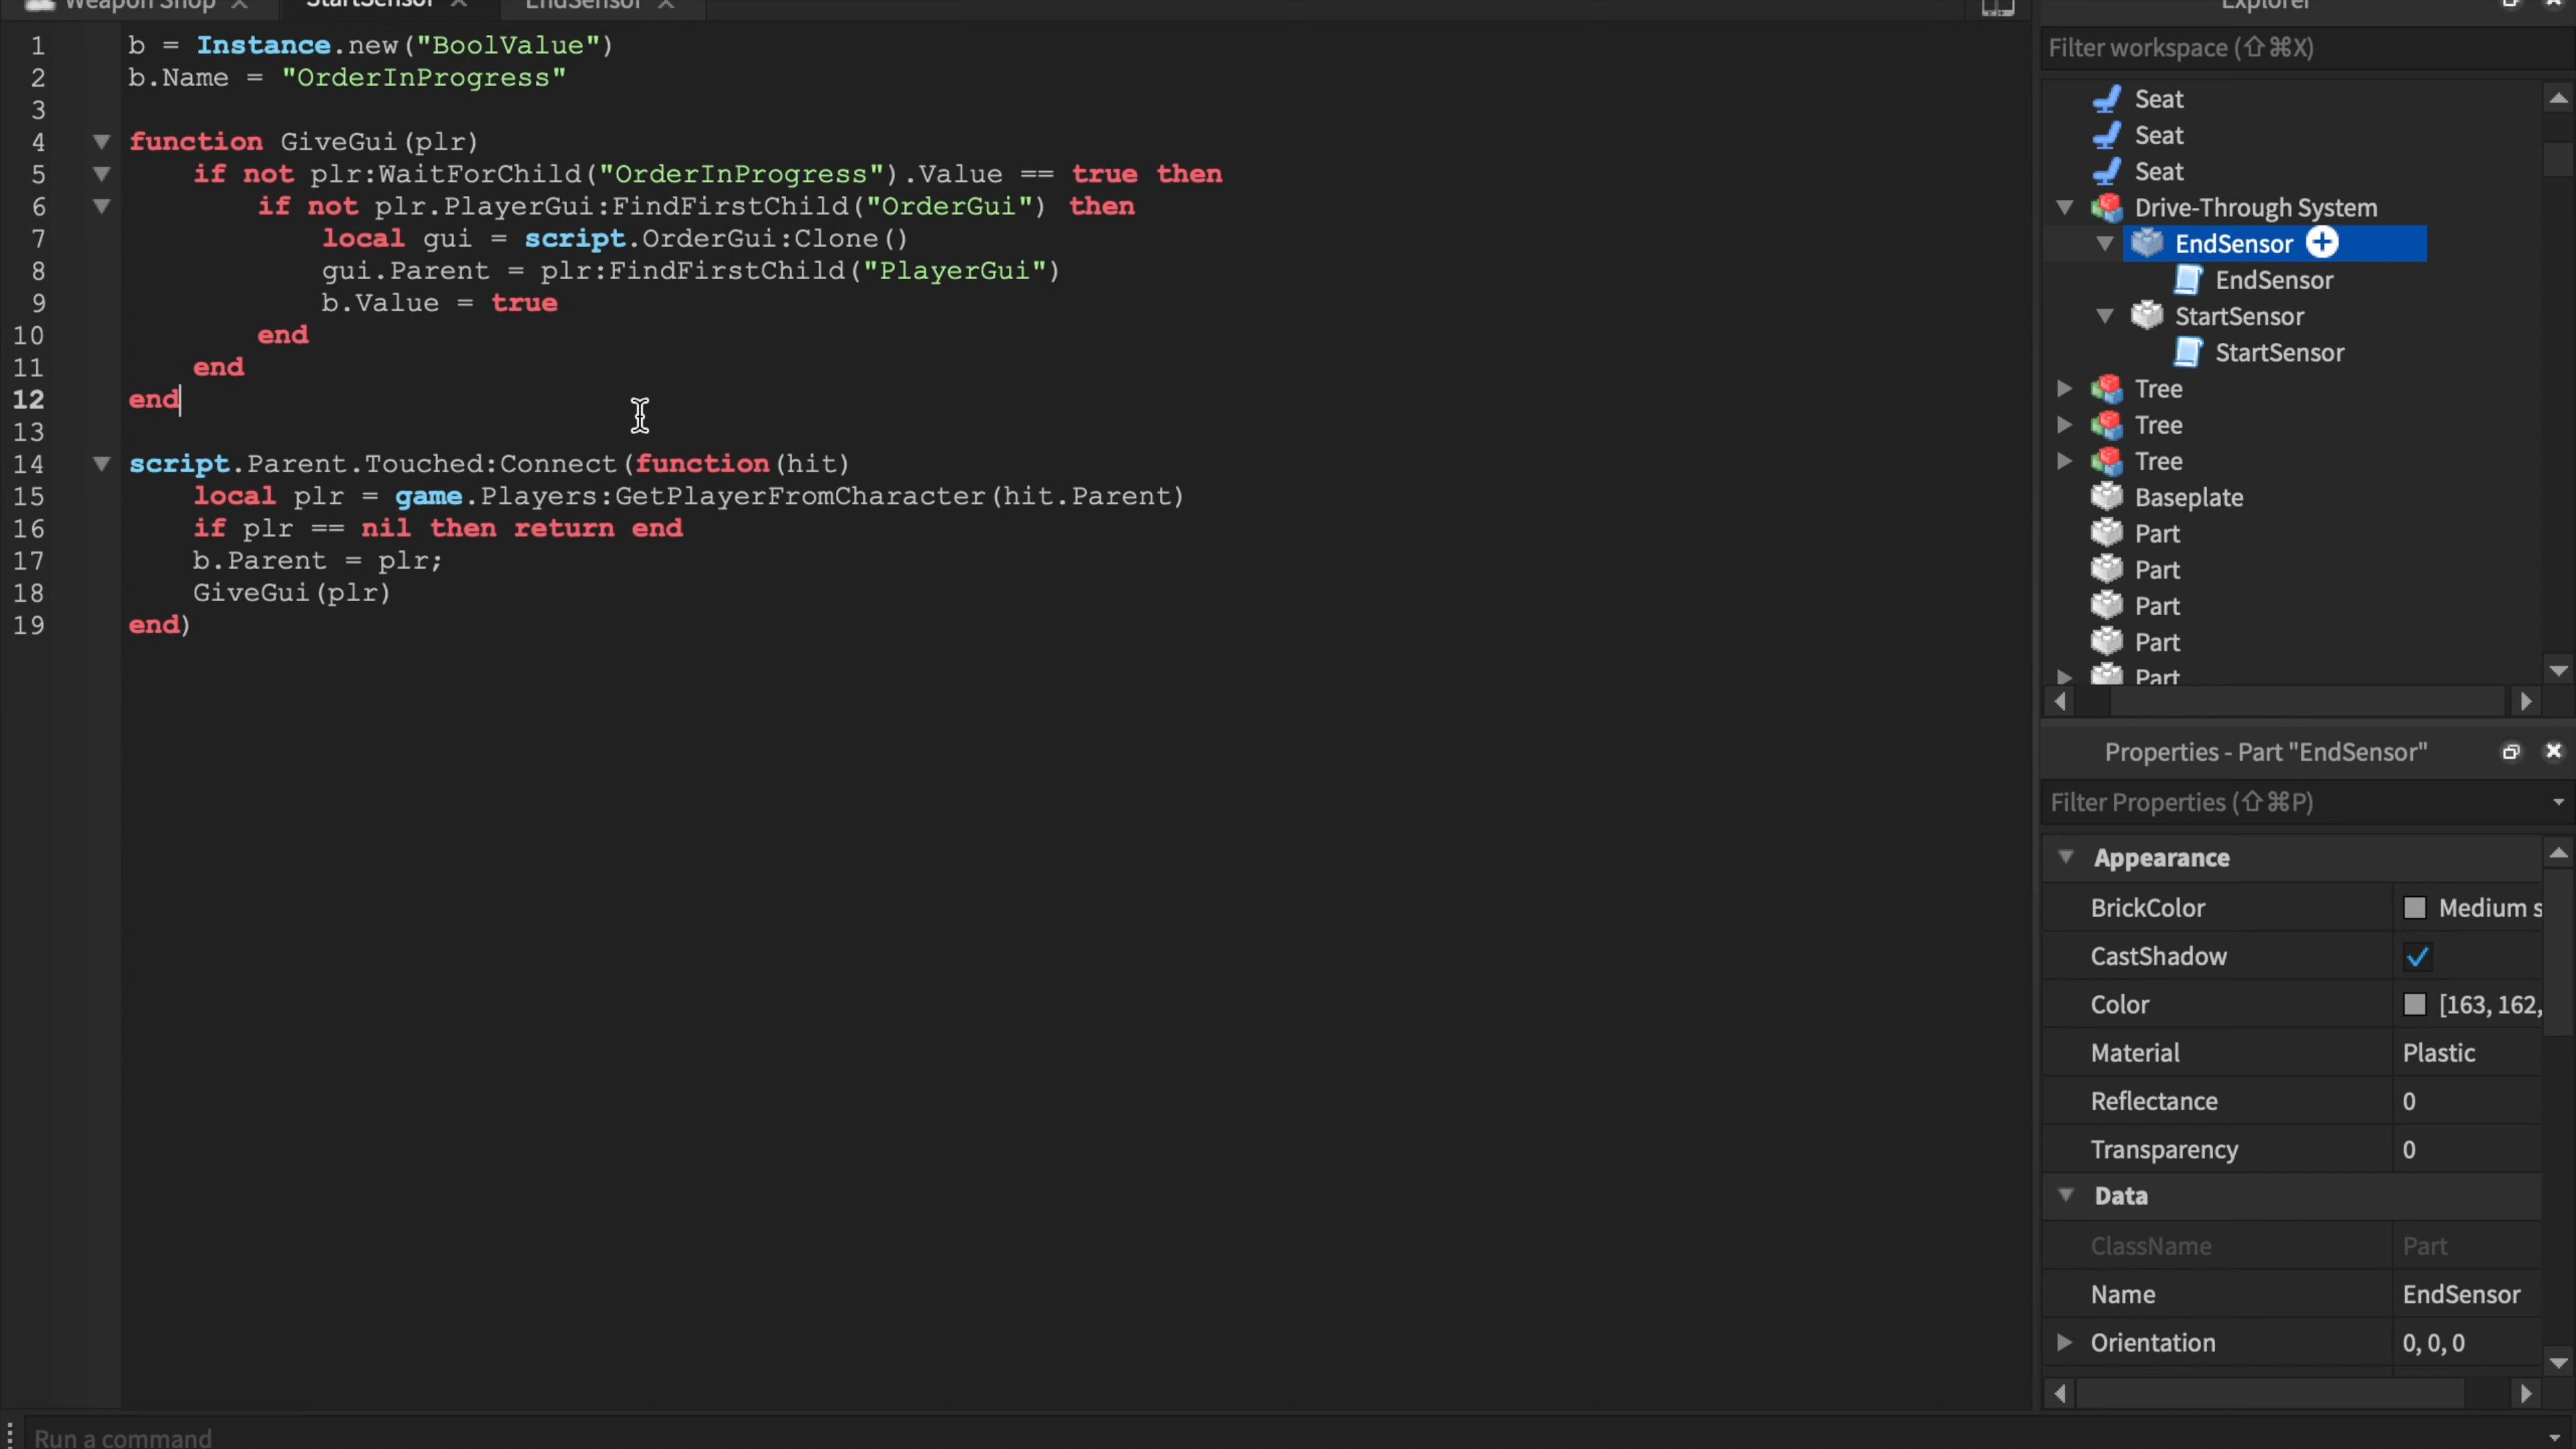 Weapon Shop
StartSensor
EndSensor
1 b = Instance.new("BoolValue")
2 b.Name = "OrderInProgress"
3
4 function GiveGui(plr)
5 if not plr:WaitForChild("OrderInProgress").Value == true then
6 if not plr.PlayerGui:FindFirstChild("OrderGui") then
7 local gui = script.OrderGui:Clone()
8 gui.Parent = plr:FindFirstChild("PlayerGui")
9 b.Value = true
10 end
11 end
12 end
13
14 script.Parent.Touched:Connect(function(hit)
15 local plr = game.Players:GetPlayerFromCharacter(hit.Parent)
16 if plr == nil then return end
17 b.Parent = plr;
18 GiveGui(plr)
19 end)
Run a command
Explorer
Filter workspace (⇧⌘X)
Seat
Seat
Seat
Drive-Through System
EndSensor
EndSensor
StartSensor
StartSensor
Tree
Tree
Tree
Baseplate
Part
Part
Part
Part
Part
Properties - Part "EndSensor"
Filter Properties (⇧⌘P)
Appearance
BrickColor Medium s
CastShadow
Color [163, 162,
Material Plastic
Reflectance 0
Transparency 0
Data
ClassName Part
Name EndSensor
Orientation 0, 0, 0